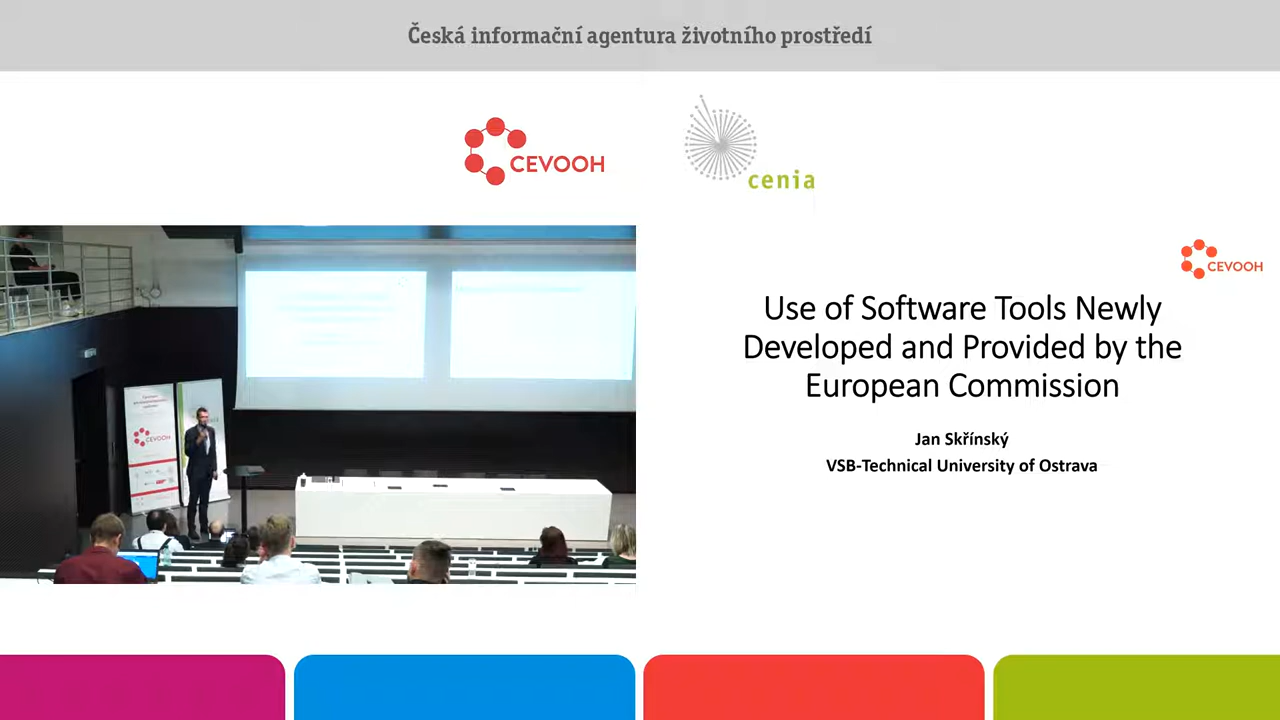 Česká informační agentura životního prostředí
CEVOOH
cenia
CEVOOH
Use of Software Tools Newly
Developed and Provided by the
European Commission
Jan Skřínský
VSB-Technical University of Ostrava
CEVOOH